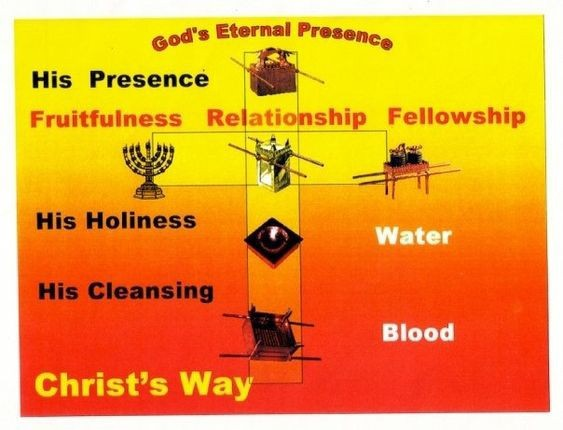 God's Eternal Presence
His Presence
Fruitfulness Relationship Fellowship
His Holiness
Water
His Cleansing
Blood
Christ's Way